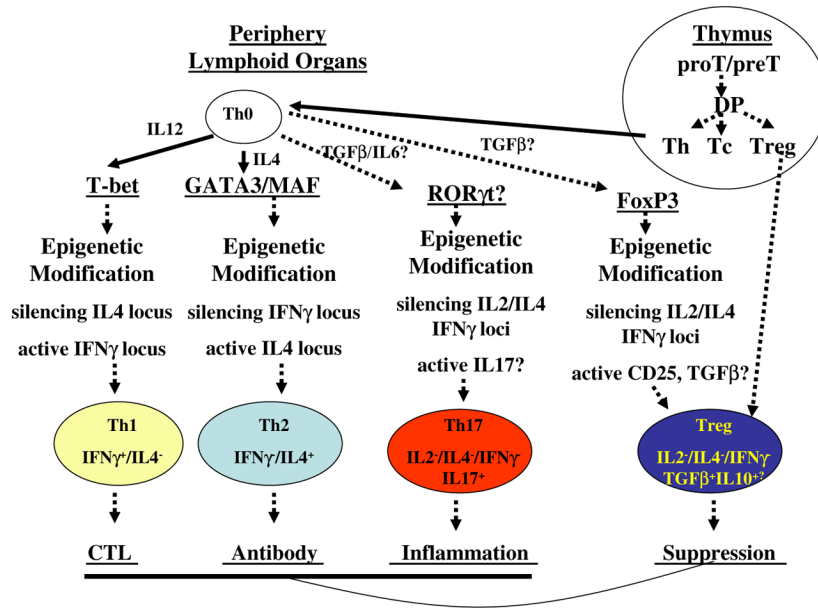 Periphery
Lymphoid Organs
Thymus
proT/preT
DP
Th Tc Treg
Th0
IL12
IL4
TGFβ/IL6?
TGFβ?
T-bet
GATA3/MAF
RORγt?
FoxP3
Epigenetic
Modification
silencing IL4 locus
active IFNγ locus
Epigenetic
Modification
silencing IFNγ locus
active IL4 locus
Epigenetic
Modification
silencing IL2/IL4
IFNγ loci
active IL17?
Epigenetic
Modification
silencing IL2/IL4
IFNγ loci
active CD25, TGFβ?
Th1
IFNγ⁺/IL4⁻
Th2
IFNγ⁻/IL4⁺
Th17
IL2⁻/IL4⁻/IFNγ⁻
IL17⁺
Treg
IL2⁻/IL4⁻/IFNγ⁻
TGFβ⁺IL10⁺?
CTL
Antibody
Inflammation
Suppression